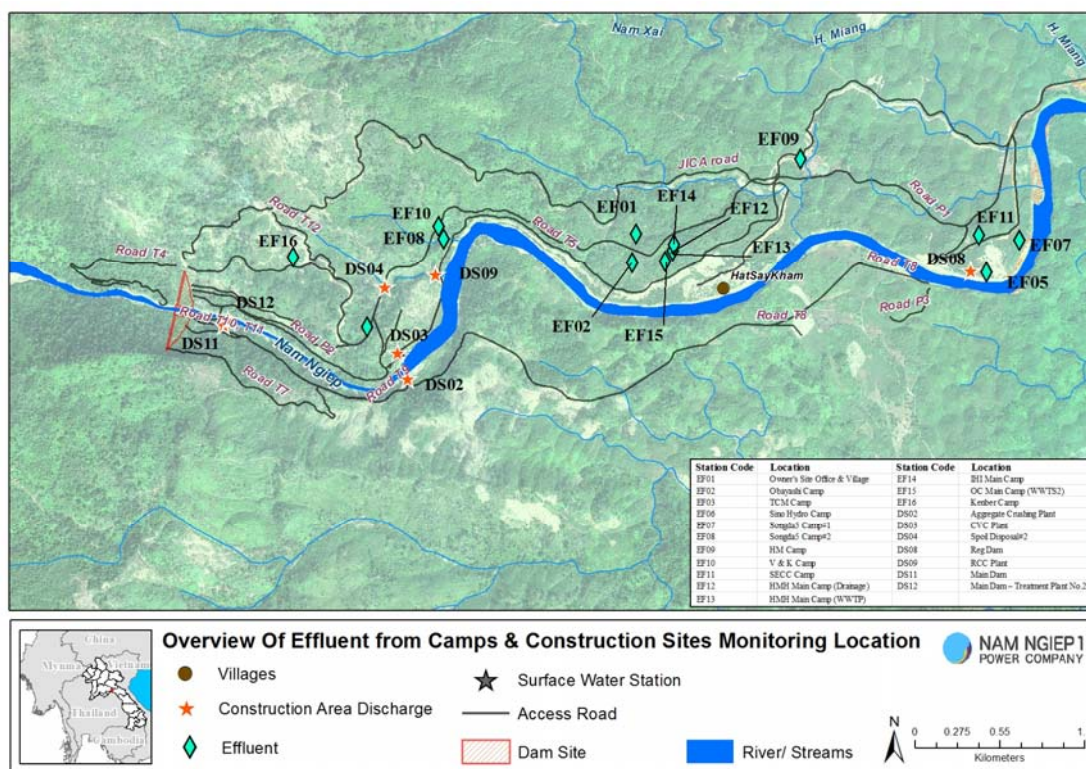 Nam Xai
H. Miang
H. Miang
EF09
JICA road
EF14
Road P1
Road T12
EF10
EF01
EF12
EF11
Road T5
EF08
EF07
EF16
EF13
DS08
Road T4
DS04
DS09
HatSayKham
Road T8
EF05
DS12
EF02
EF15
Road P3
Road T10, T11
Road T8
DS11
Road P2
DS03
Nam Ngiep
DS02
Road T7
Station Code Location Station Code Location
EF01 Owner's Site Office & Village EF14 IHI Main Camp
EF02 Obayashi Camp EF15 OC Main Camp (WWTS2)
EF03 TCM Camp EF16 Kenber Camp
EF06 Sino Hydro Camp DS02 Aggregate Crushing Plant
EF07 Songda5 Camp#1 DS03 CVC Plant
EF08 Songda5 Camp#2 DS04 Spoil Disposal#2
EF09 HM Camp DS08 Reg Dam
EF10 V & K Camp DS09 RCC Plant
EF11 SECC Camp DS11 Main Dam
EF12 HMH Main Camp (Drainage) DS12 Main Dam – Treatment Plant No.2
EF13 HMH Main Camp (WWTP)
Overview Of Effluent from Camps & Construction Sites Monitoring Location
NAM NGIEP1
POWER COMPANY
China
Vietnam
Thailand
Cambodia
Villages
Surface Water Station
Construction Area Discharge
Access Road
Effluent
Dam Site
River/ Streams
N
0 0.275 0.55 1.
Kilometers